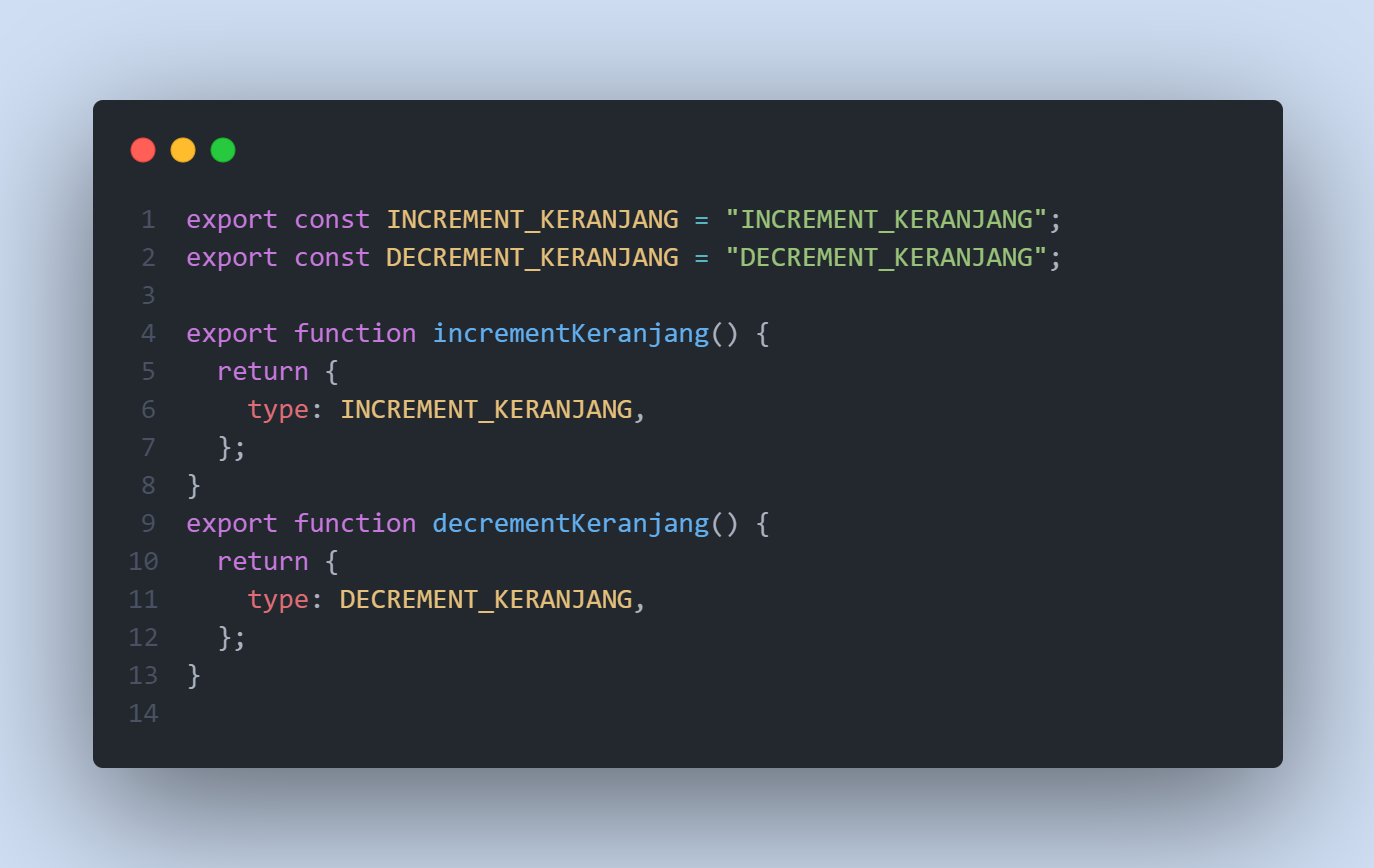 1 export const INCREMENT_KERANJANG = "INCREMENT_KERANJANG";
2 export const DECREMENT_KERANJANG = "DECREMENT_KERANJANG";
3
4 export function incrementKeranjang() {
5   return {
6     type: INCREMENT_KERANJANG,
7   };
8 }
9 export function decrementKeranjang() {
10   return {
11     type: DECREMENT_KERANJANG,
12   };
13 }
14